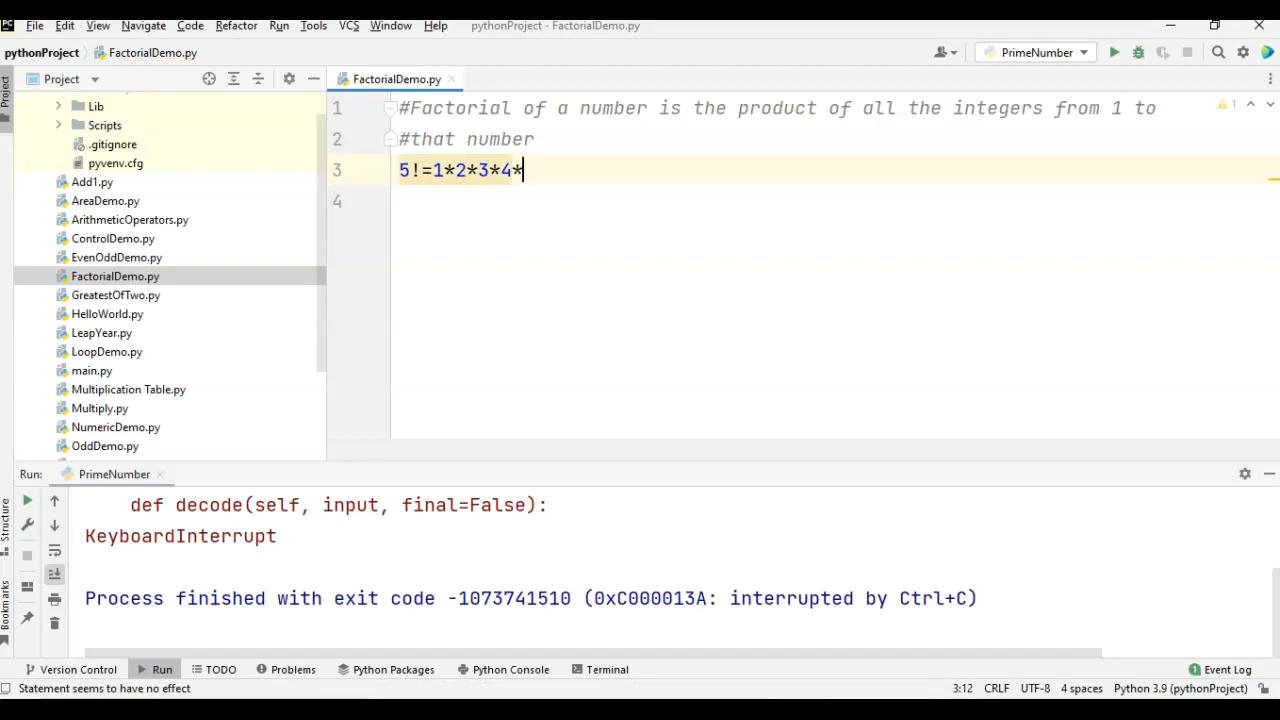 File Edit View Navigate Code Refactor Run Tools VCS Window Help pythonProject - FactorialDemo.py
pythonProject FactorialDemo.py PrimeNumber
Project FactorialDemo.py
Lib
Scripts
.gitignore
pyvenv.cfg
Add1.py
AreaDemo.py
ArithmeticOperators.py
ControlDemo.py
EvenOddDemo.py
FactorialDemo.py
GreatestOfTwo.py
HelloWorld.py
LeapYear.py
LoopDemo.py
main.py
Multiplication Table.py
Multiply.py
NumericDemo.py
OddDemo.py
1 #Factorial of a number is the product of all the integers from 1 to
2 #that number
3 5!=1*2*3*4*
4
1
Project
Structure
Bookmarks
Run: PrimeNumber
def decode(self, input, final=False):
KeyboardInterrupt
Process finished with exit code -1073741510 (0xC000013A: interrupted by Ctrl+C)
Version Control Run TODO Problems Python Packages Python Console Terminal 1 Event Log
Statement seems to have no effect 3:12 CRLF UTF-8 4 spaces Python 3.9 (pythonProject)